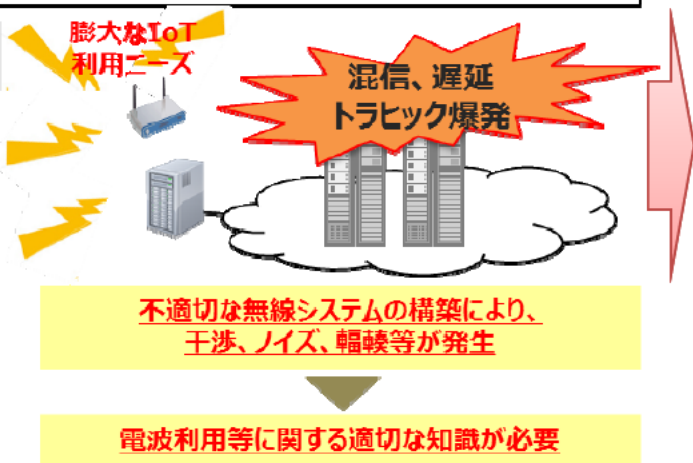 膨大なIoT
利用ニーズ
混信、遅延
トラヒック爆発
不適切な無線システムの構築により、
干渉、ノイズ、輻輳等が発生
電波利用等に関する適切な知識が必要